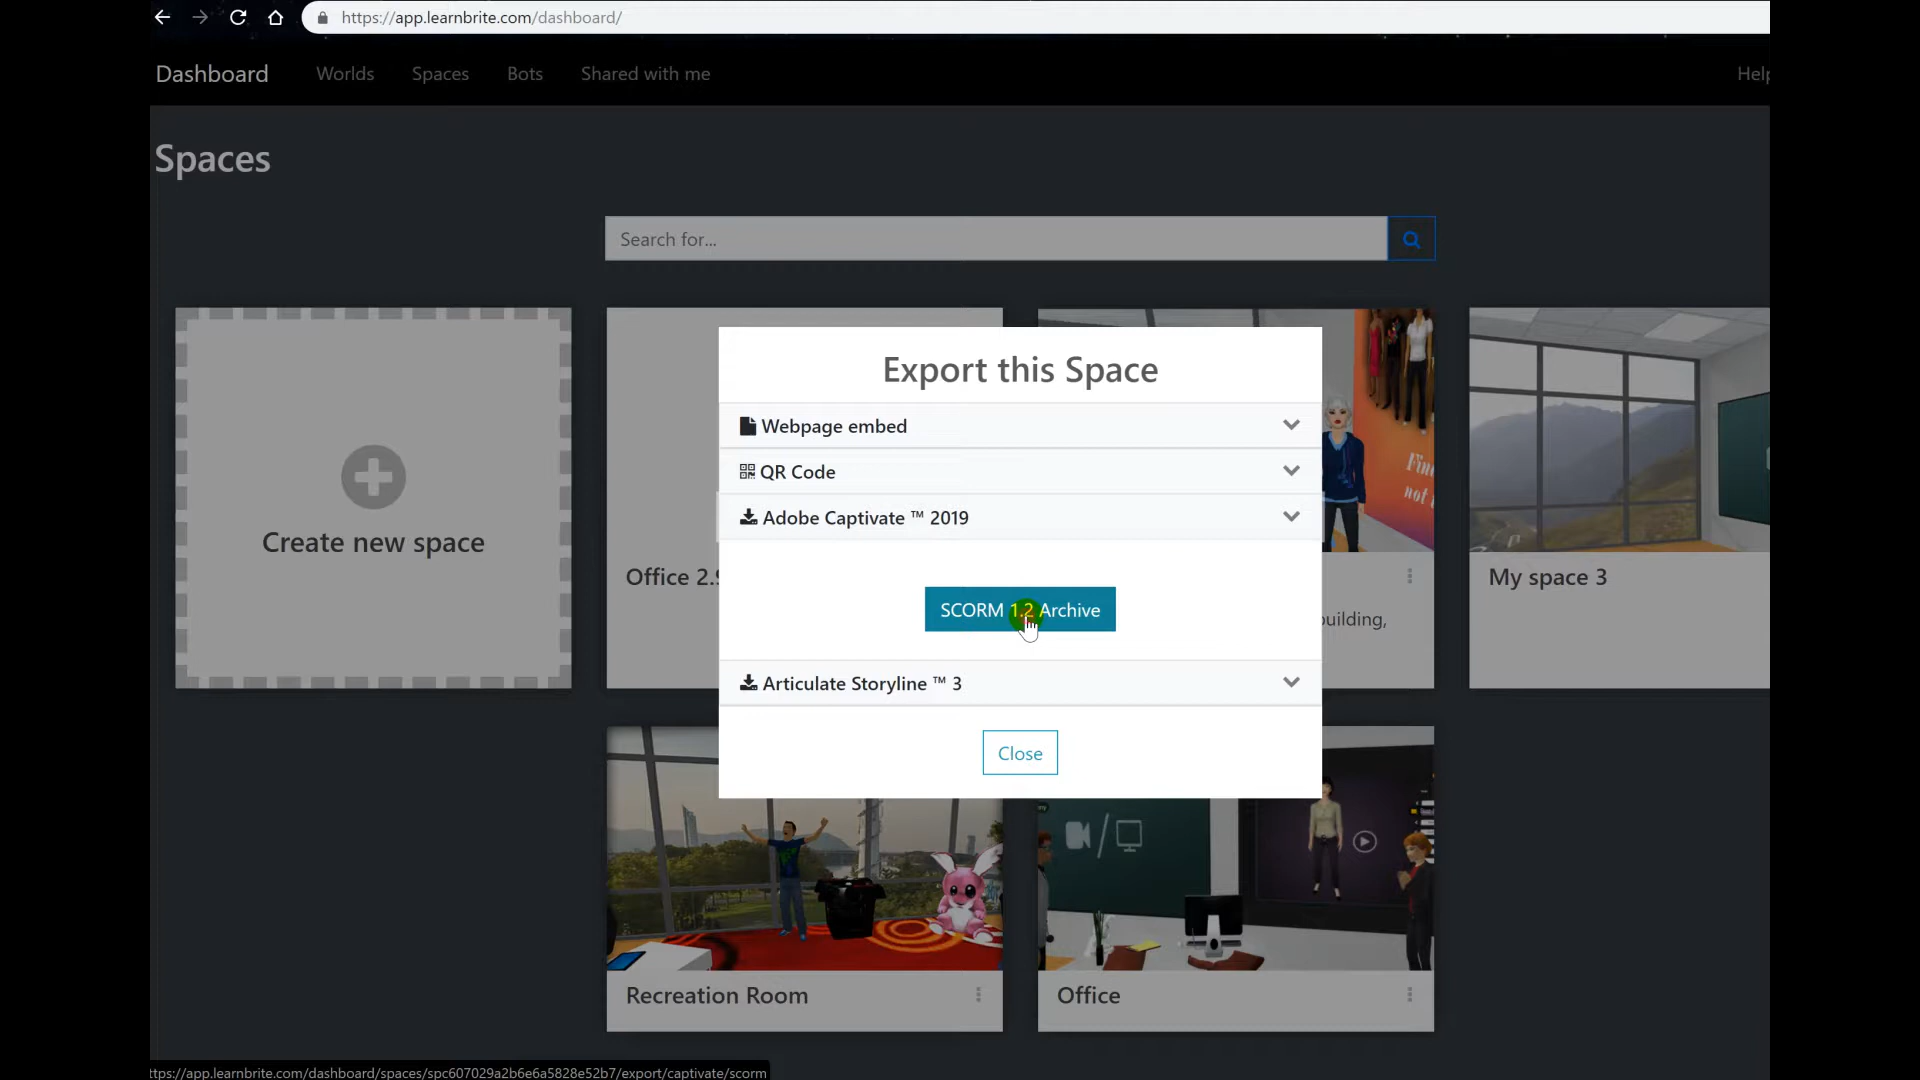 https://app.learnbrite.com/dashboard/
Dashboard
Worlds
Spaces
Bots
Shared with me
Help
Spaces
Search for...
Create new space
Office 2.
My space 3
building,
Export this Space
Webpage embed
QR Code
Adobe Captivate ™ 2019
SCORM 1.2 Archive
Articulate Storyline ™ 3
Close
Recreation Room
Office
ttps://app.learnbrite.com/dashboard/spaces/spc607029a2b6e6a5828e52b7/export/captivate/scorm